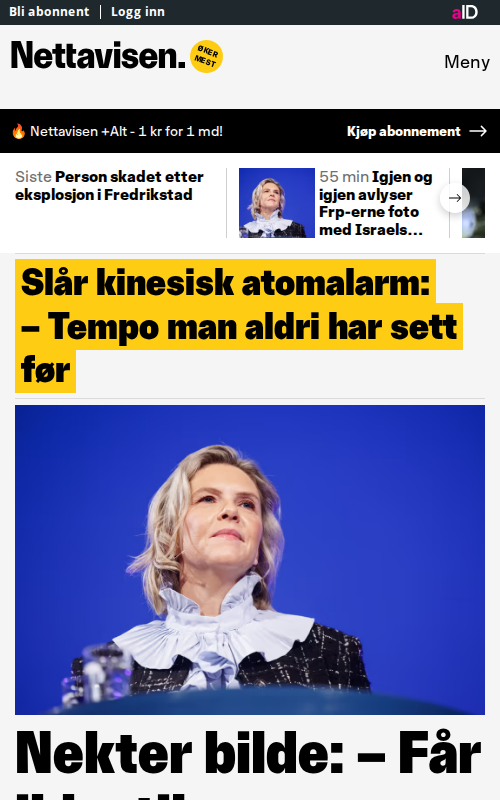 Bli abonnent
Logg inn
aID
Nettavisen.
ØKER
MEST
Meny
🔥 Nettavisen +Alt - 1 kr for 1 md!
Kjøp abonnement →
Siste Person skadet etter
eksplosjon i Fredrikstad
55 min Igjen og
igjen avlyser
Frp-erne foto
med Israels...
Slår kinesisk atomalarm:
– Tempo man aldri har sett
før
Nekter bilde: – Får